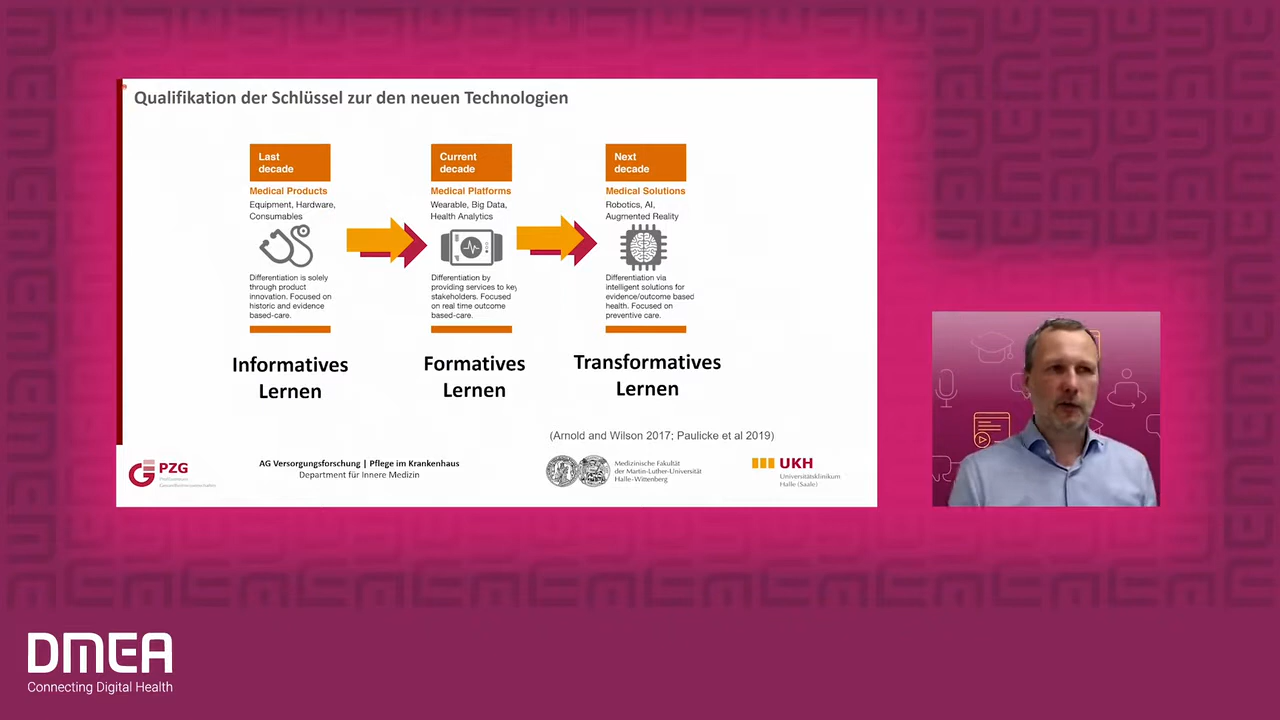 Qualifikation der Schlüssel zur den neuen Technologien
Last
decade
Medical Products
Equipment, Hardware,
Consumables
Differentiation is solely
through product
innovation. Focused on
historic and evidence
based-care.
Informatives
Lernen
Current
decade
Medical Platforms
Wearable, Big Data,
Health Analytics
Differentiation by
providing services to key
stakeholders. Focused
on real time outcome
based-care.
Formatives
Lernen
Next
decade
Medical Solutions
Robotics, AI,
Augmented Reality
Differentiation via
intelligent solutions for
evidence/outcome based
health. Focused on
preventive care.
Transformatives
Lernen
(Arnold and Wilson 2017; Paulicke et al 2019)
PZG
AG Versorgungsforschung | Pflege im Krankenhaus
Department für Innere Medizin
Medizinische Fakultät
der Martin-Luther-Universität
Halle-Wittenberg
UKH
Universitätsklinikum
Halle (Saale)
DMEA
Connecting Digital Health